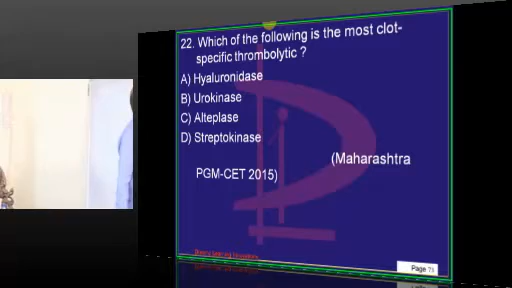 22. Which of the following is the most clot-
specific thrombolytic ?
A) Hyaluronidase
B) Urokinase
C) Alteplase
D) Streptokinase
(Maharashtra
PGM-CET 2015)
Page 73